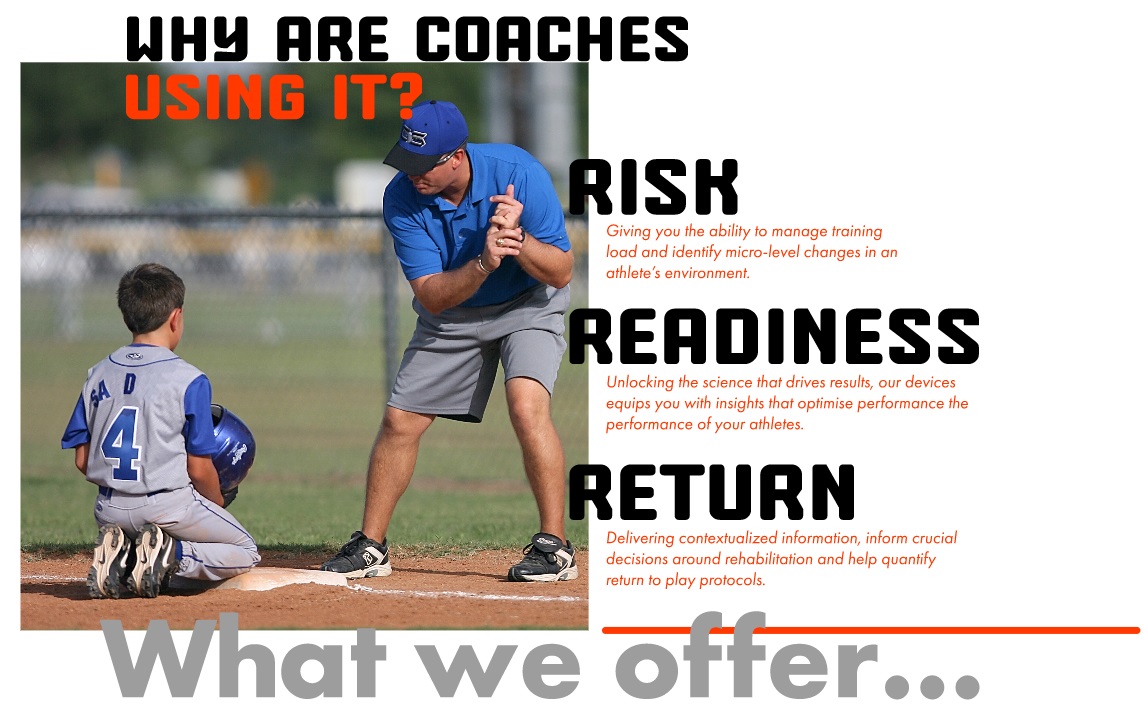 WHY ARE COACHES
USING IT?
RISK
Giving you the ability to manage training
load and identify micro-level changes in an
athlete's environment.
READINESS
Unlocking the science that drives results, our devices
equips you with insights that optimise performance the
performance of your athletes.
SA D
4
RETURN
Delivering contextualized information, inform crucial
decisions around rehabilitation and help quantify
return to play protocols.
What we offer...